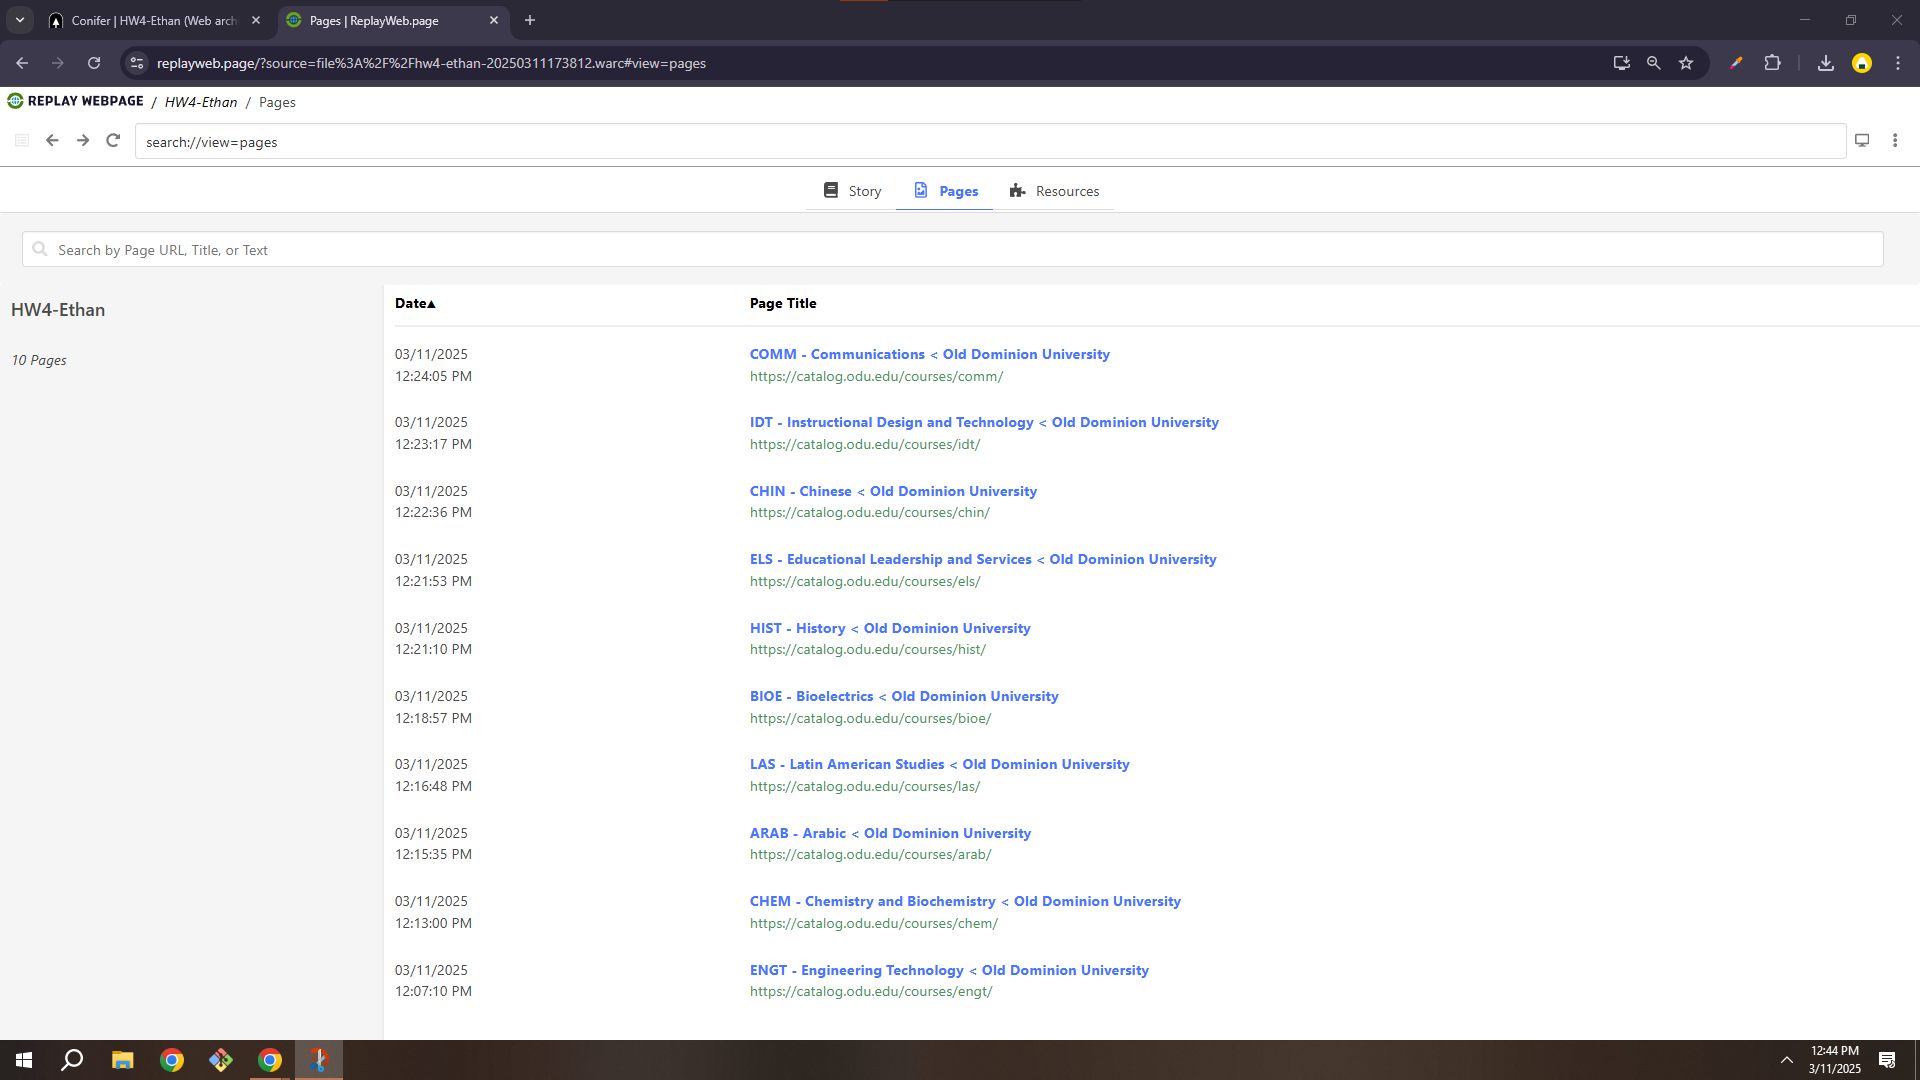 Conifer | HW4-Ethan (Web arch
Pages | ReplayWeb.page
replayweb.page/?source=file%3A%2F%2Fhw4-ethan-20250311173812.warc#view=pages
REPLAY WEBPAGE / HW4-Ethan / Pages
search://view=pages
Story
Pages
Resources
Search by Page URL, Title, or Text
HW4-Ethan
10 Pages
Date▲ Page Title
03/11/2025 COMM - Communications < Old Dominion University
12:24:05 PM https://catalog.odu.edu/courses/comm/
03/11/2025 IDT - Instructional Design and Technology < Old Dominion University
12:23:17 PM https://catalog.odu.edu/courses/idt/
03/11/2025 CHIN - Chinese < Old Dominion University
12:22:36 PM https://catalog.odu.edu/courses/chin/
03/11/2025 ELS - Educational Leadership and Services < Old Dominion University
12:21:53 PM https://catalog.odu.edu/courses/els/
03/11/2025 HIST - History < Old Dominion University
12:21:10 PM https://catalog.odu.edu/courses/hist/
03/11/2025 BIOE - Bioelectrics < Old Dominion University
12:18:57 PM https://catalog.odu.edu/courses/bioe/
03/11/2025 LAS - Latin American Studies < Old Dominion University
12:16:48 PM https://catalog.odu.edu/courses/las/
03/11/2025 ARAB - Arabic < Old Dominion University
12:15:35 PM https://catalog.odu.edu/courses/arab/
03/11/2025 CHEM - Chemistry and Biochemistry < Old Dominion University
12:13:00 PM https://catalog.odu.edu/courses/chem/
03/11/2025 ENGT - Engineering Technology < Old Dominion University
12:07:10 PM https://catalog.odu.edu/courses/engt/
12:44 PM
3/11/2025